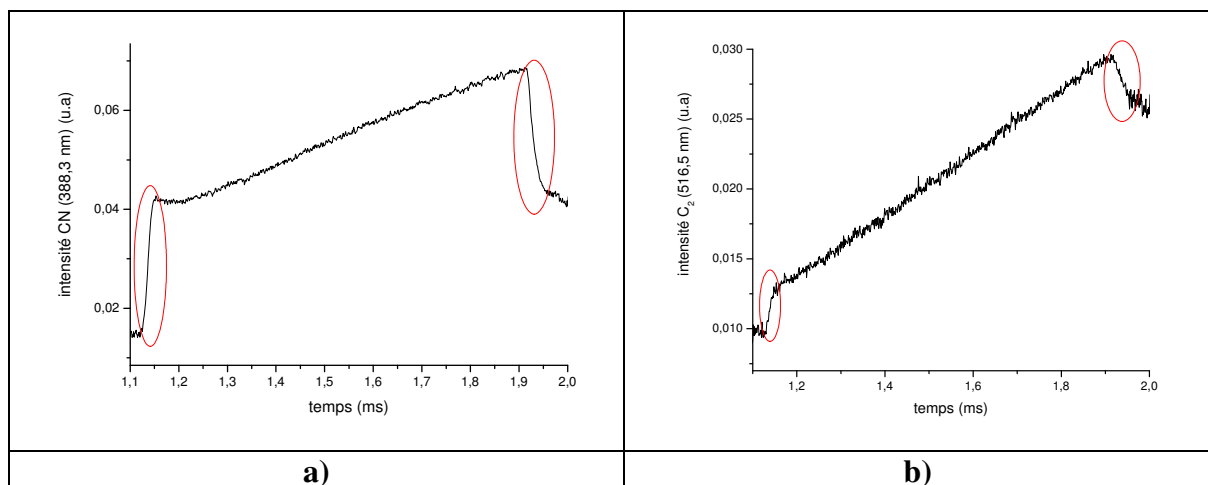 0,06
0,04
0,02
intensité CN (388,3 nm) (u.a)
1,1 1,2 1,3 1,4 1,5 1,6 1,7 1,8 1,9 2,0
temps (ms)
a)
0,030
0,025
0,020
0,015
0,010
intensité C₂ (516,5 nm) (u.a)
1,2 1,4 1,6 1,8 2,0
temps (ms)
b)